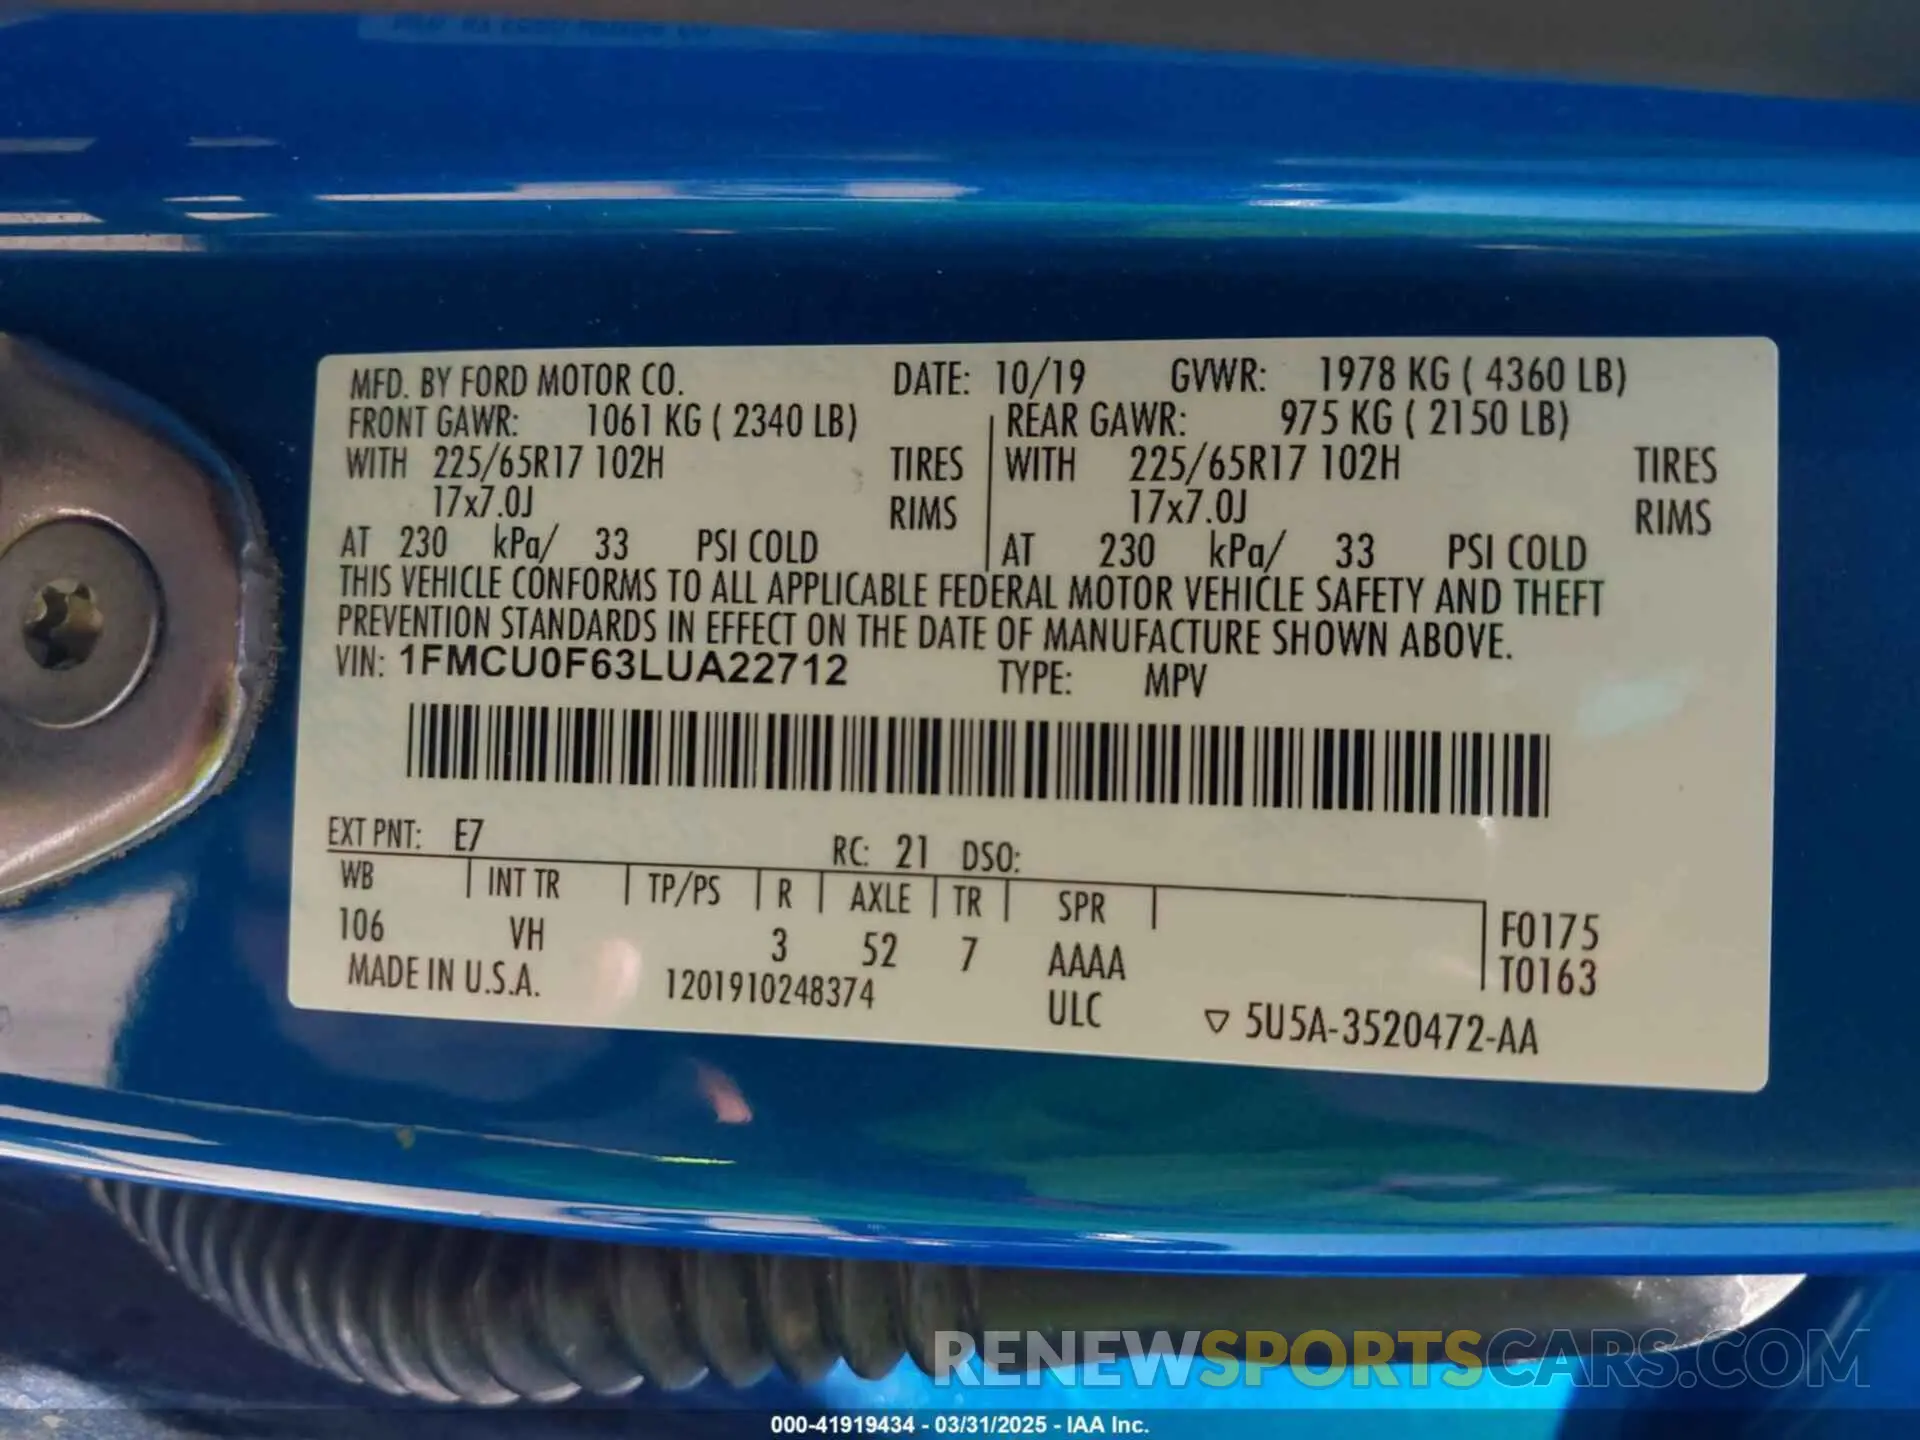 MFD. BY FORD MOTOR CO. DATE: 10/19 GVWR: 1978 KG ( 4360 LB)
FRONT GAWR: 1061 KG ( 2340 LB) REAR GAWR: 975 KG ( 2150 LB)
WITH 225/65R17 102H TIRES WITH 225/65R17 102H TIRES
17x7.0J RIMS 17x7.0J RIMS
AT 230 kPa/ 33 PSI COLD AT 230 kPa/ 33 PSI COLD
THIS VEHICLE CONFORMS TO ALL APPLICABLE FEDERAL MOTOR VEHICLE SAFETY AND THEFT
PREVENTION STANDARDS IN EFFECT ON THE DATE OF MANUFACTURE SHOWN ABOVE.
VIN: 1FMCU0F63LUA22712 TYPE: MPV
EXT PNT: E7 RC: 21 DSO:
WB INT TR TP/PS R AXLE TR SPR F0175
106 VH 3 52 7 AAAA T0163
MADE IN U.S.A. 1201910248374 ULC 5U5A-3520472-AA
RENEWSPORTSCARS.COM
000-41919434 - 03/31/2025 - IAA Inc.